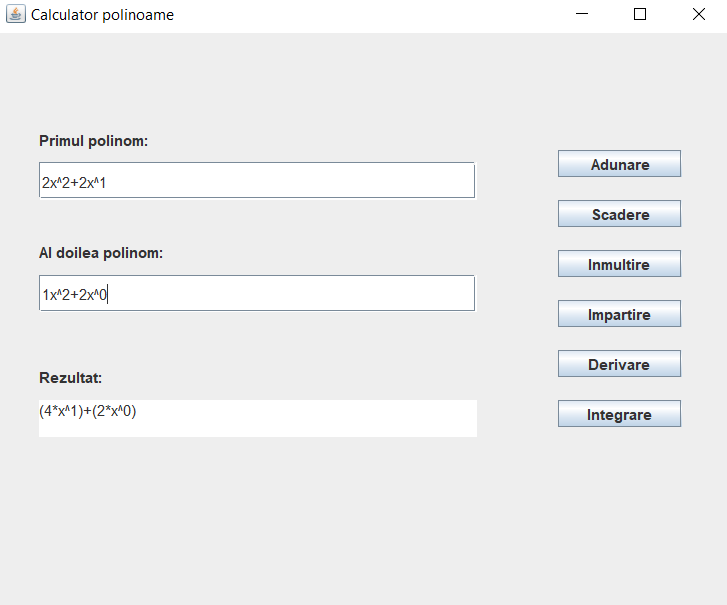 Calculator polinoame
Primul polinom:
2x^2+2x^1
Al doilea polinom:
1x^2+2x^0
Rezultat:
(4*x^1)+(2*x^0)
Adunare
Scadere
Inmultire
Impartire
Derivare
Integrare